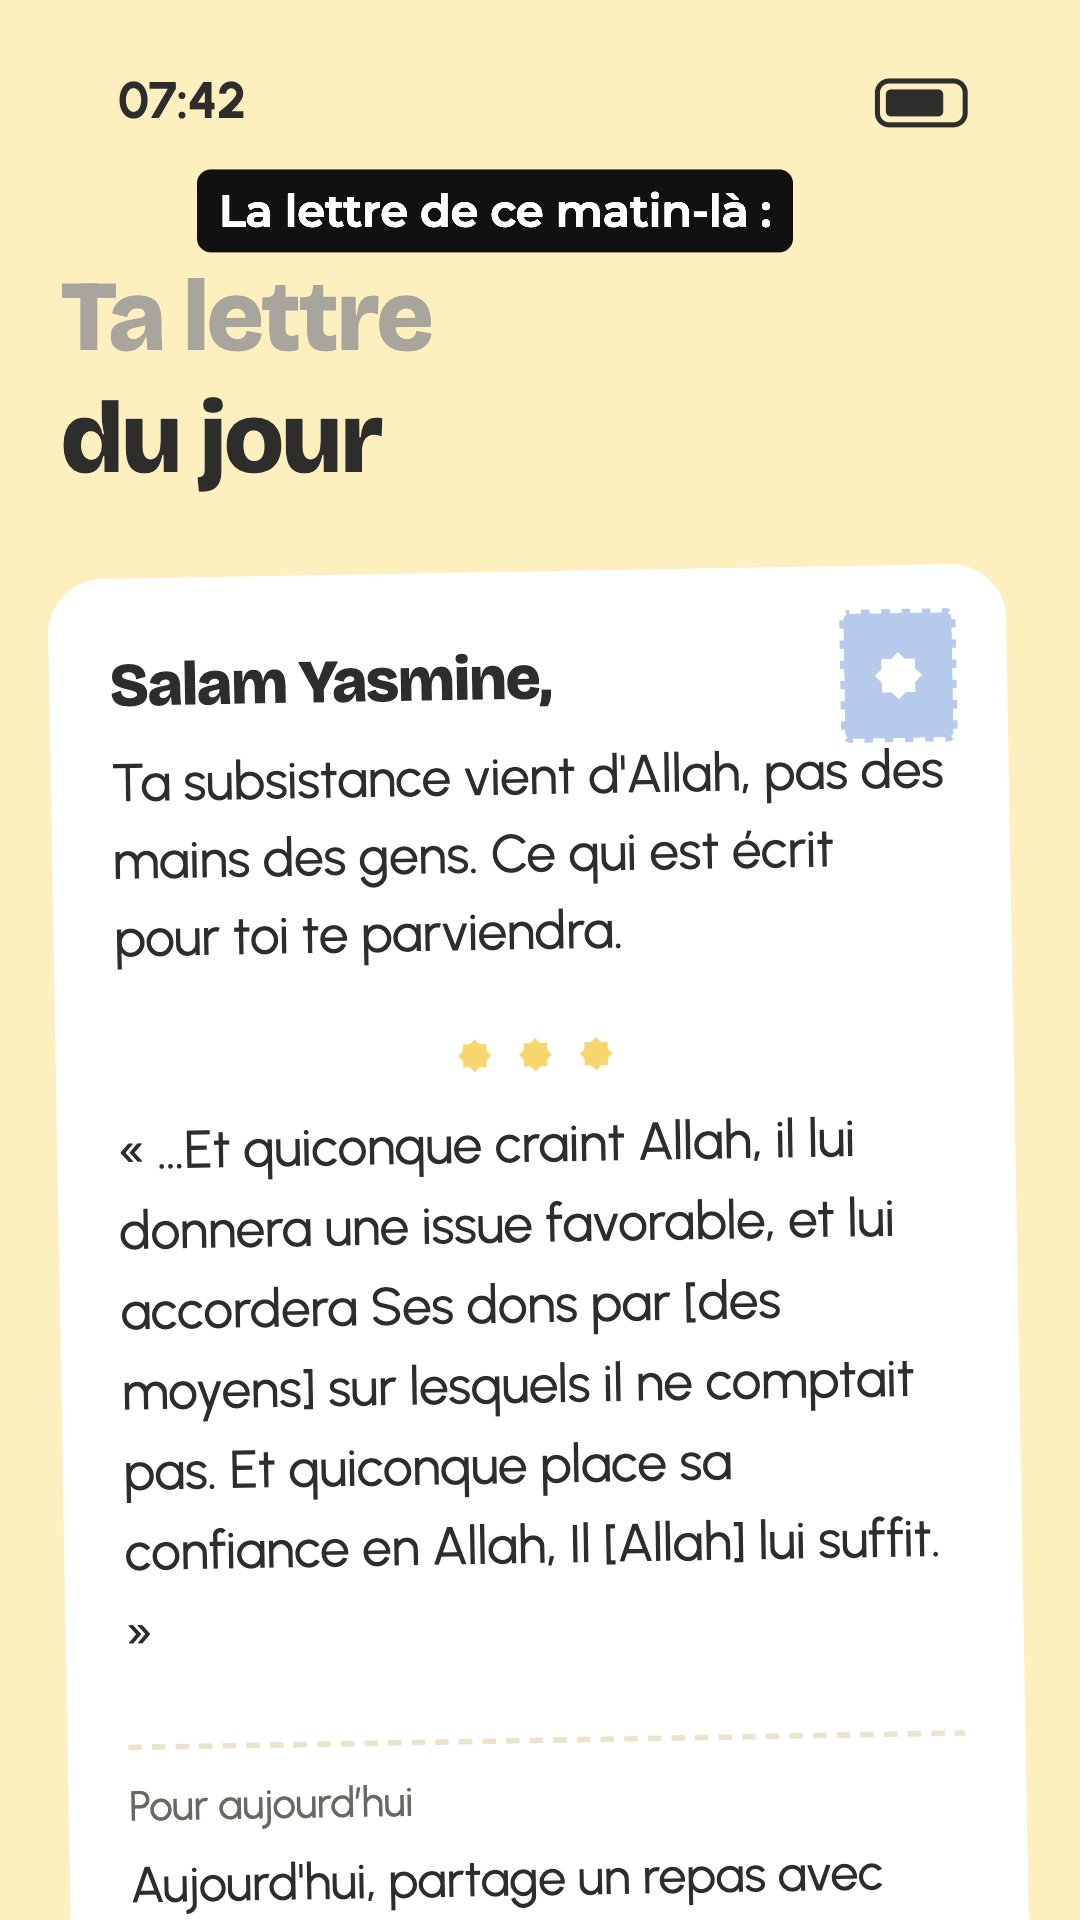 07:42
La lettre de ce matin-là :
Ta lettre
du jour
Salam Yasmine,
Ta subsistance vient d'Allah, pas des
mains des gens. Ce qui est écrit
pour toi te parviendra.
« ...Et quiconque craint Allah, il lui
donnera une issue favorable, et lui
accordera Ses dons par [des
moyens] sur lesquels il ne comptait
pas. Et quiconque place sa
confiance en Allah, Il [Allah] lui suffit.
»
Pour aujourd'hui
Aujourd'hui, partage un repas avec